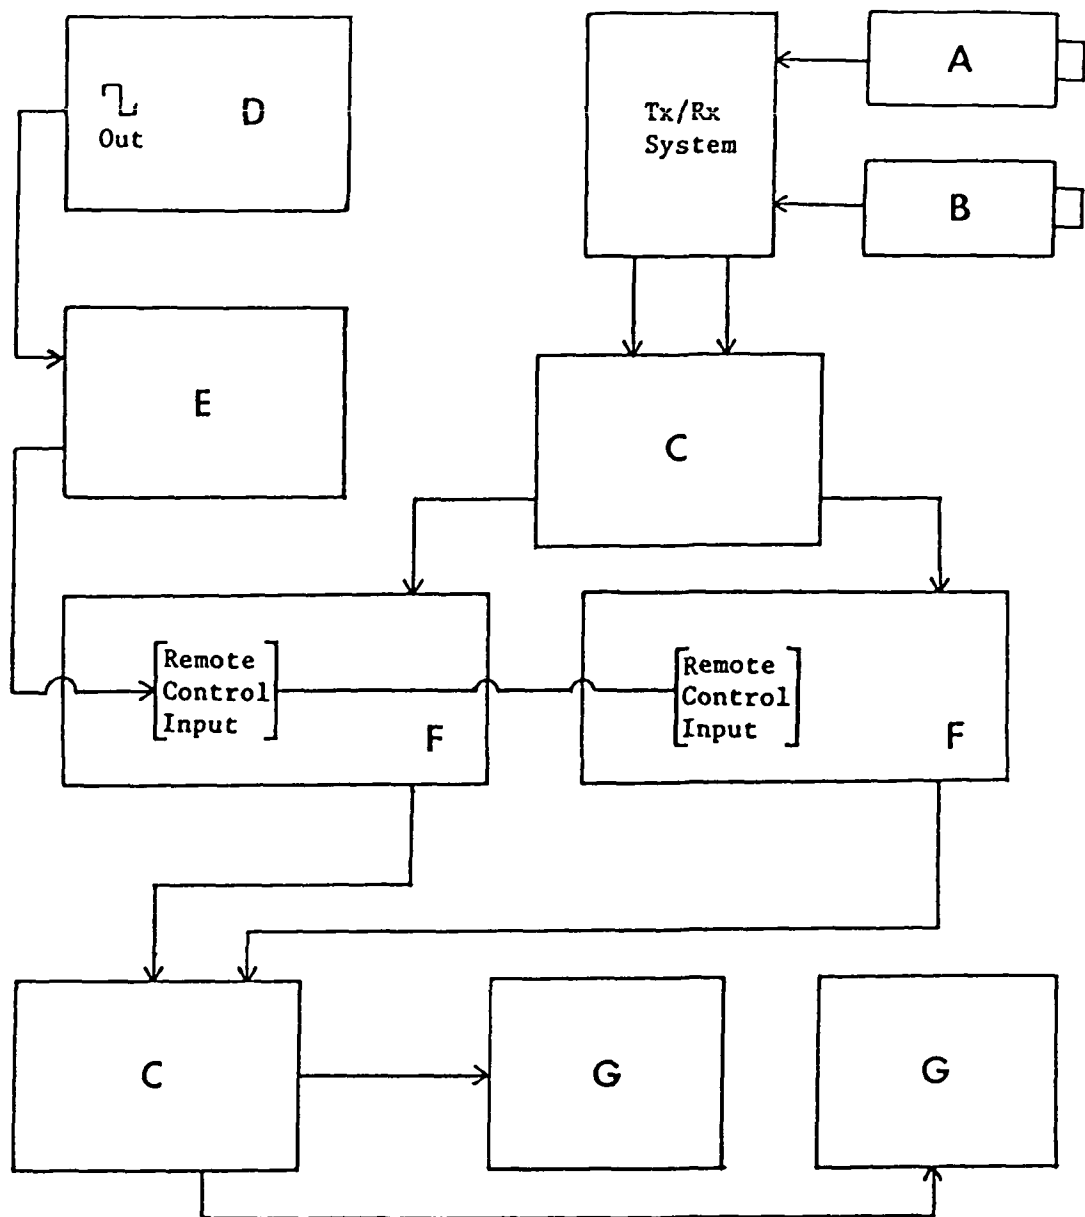 D
Out
Tx/Rx
System
A
B
E
C
Remote
Control
Input
F
Remote
Control
Input
F
C
G
G